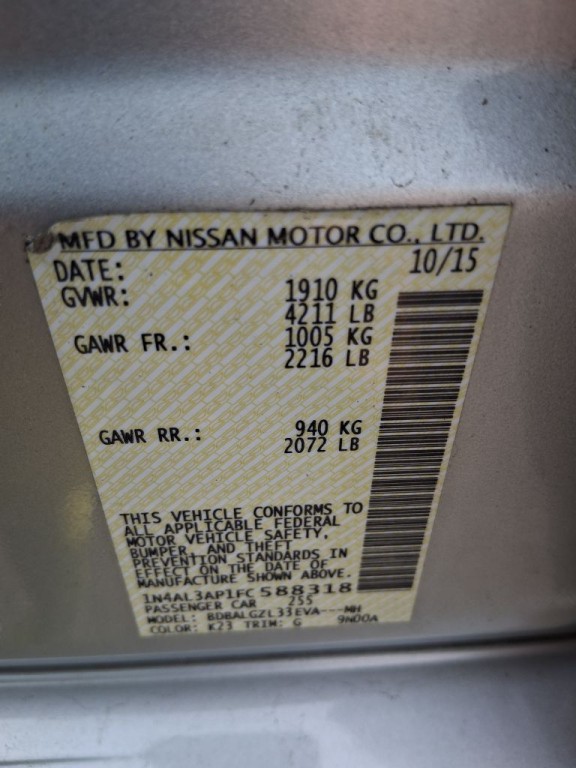 MFD BY NISSAN MOTOR CO., LTD.
DATE: 10/15
GVWR: 1910 KG
4211 LB
GAWR FR.: 1005 KG
2216 LB
GAWR RR.: 940 KG
2072 LB
THIS VEHICLE CONFORMS TO
ALL APPLICABLE FEDERAL
MOTOR VEHICLE SAFETY,
BUMPER, AND THEFT
PREVENTION STANDARDS IN
EFFECT ON THE DATE OF
MANUFACTURE SHOWN ABOVE.
1N4AL3AP1FC588318
PASSENGER CAR 255
MODEL: BDBALGZL33EVA---MH
COLOR: K23 TRIM: G 9N00A